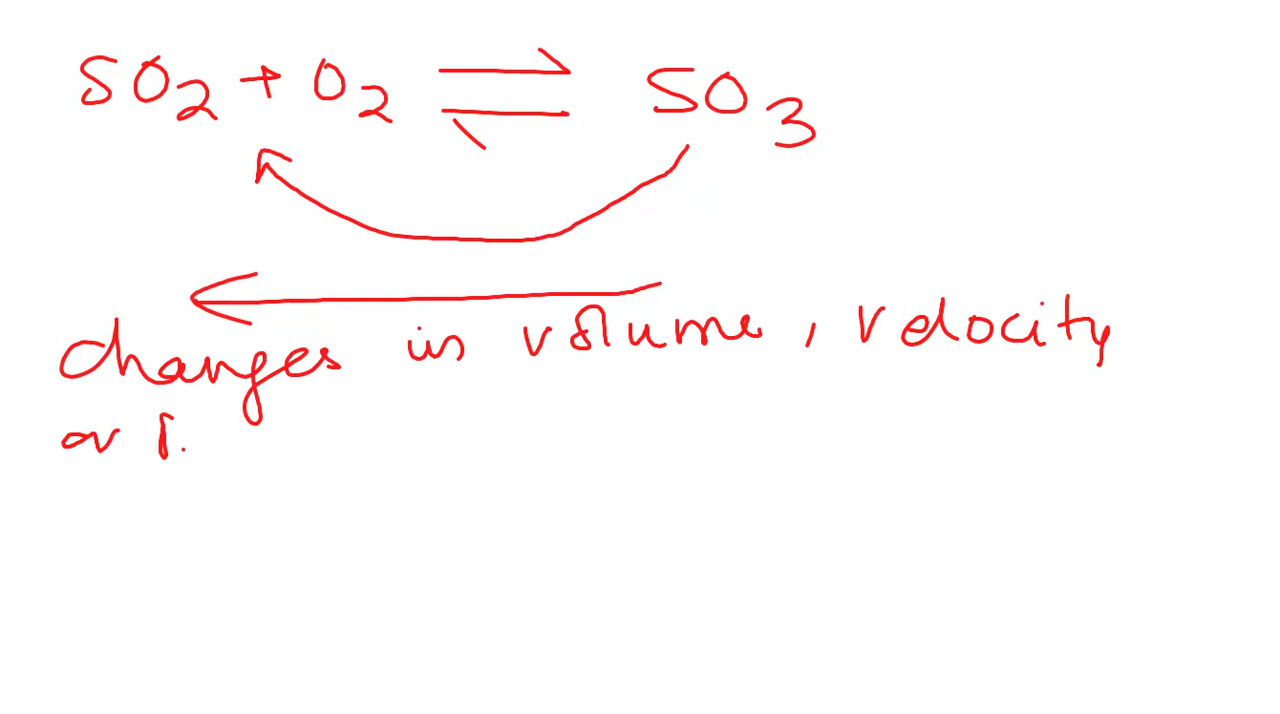 SO2 + O2 ⇌ SO3
changes in volume, velocity
or